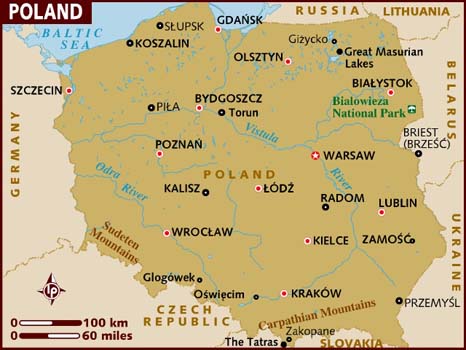 POLAND
RUSSIA
LITHUANIA
BALTIC
SEA
SŁUPSK
GDAŃSK
KOSZALIN
Giżycko
OLSZTYN
Great Masurian
Lakes
SZCZECIN
BIAŁYSTOK
BELARUS
PIŁA
BYDGOSZCZ
Torun
Bialowieza
National Park
Vistula
River
GERMANY
POZNAŃ
WARSAW
BRIEST
(BRZEŚĆ)
Odra
River
POLAND
KALISZ
ŁÓDŹ
RADOM
LUBLIN
UKRAINE
Sudeten
Mountains
WROCŁAW
KIELCE
ZAMOŚĆ
Głogówek
Oświęcim
KRAKÓW
PRZEMYŚL
lp
CZECH
REPUBLIC
Carpathian Mountains
Zakopane
The Tatras
SLOVAKIA
0 100 km
0 60 miles